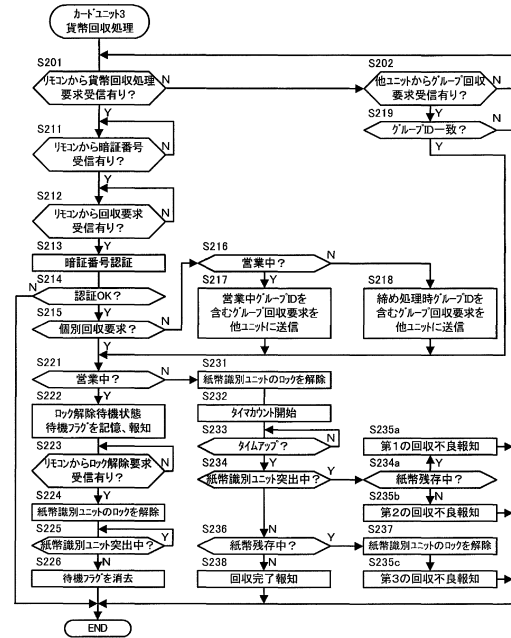 カードユニット3
貨幣回収処理
S201
リモコンから貨幣回収処理
要求受信有り?
N
Y
S202
他ユニットからグループ回収
要求受信有り?
N
Y
S219
グループID一致?
N
Y
S211
リモコンから暗証番号
受信有り?
N
Y
S212
リモコンから回収要求
受信有り?
N
Y
S213
暗証番号認証
S214
認証OK?
N
Y
S215
個別回収要求?
N
Y
S216
営業中?
N
Y
S217
営業中グループIDを
含むグループ回収要求を
他ユニットに送信
S218
締め処理時グループIDを
含むグループ回収要求を
他ユニットに送信
S221
営業中?
N
Y
S222
ロック解除待機状態
待機フラグを記憶、報知
S223
リモコンからロック解除要求
受信有り?
N
Y
S224
紙幣識別ユニットのロックを解除
S225
紙幣識別ユニット突出中?
Y
N
S226
待機フラグを消去
S231
紙幣識別ユニットのロックを解除
S232
タイマカウント開始
S233
タイムアップ?
N
Y
S234
紙幣識別ユニット突出中?
Y
N
S235a
第1の回収不良報知
S234a
紙幣残存中?
Y
N
S235b
第2の回収不良報知
S236
紙幣残存中?
Y
N
S237
紙幣識別ユニットのロックを解除
S235c
第3の回収不良報知
S238
回収完了報知
END